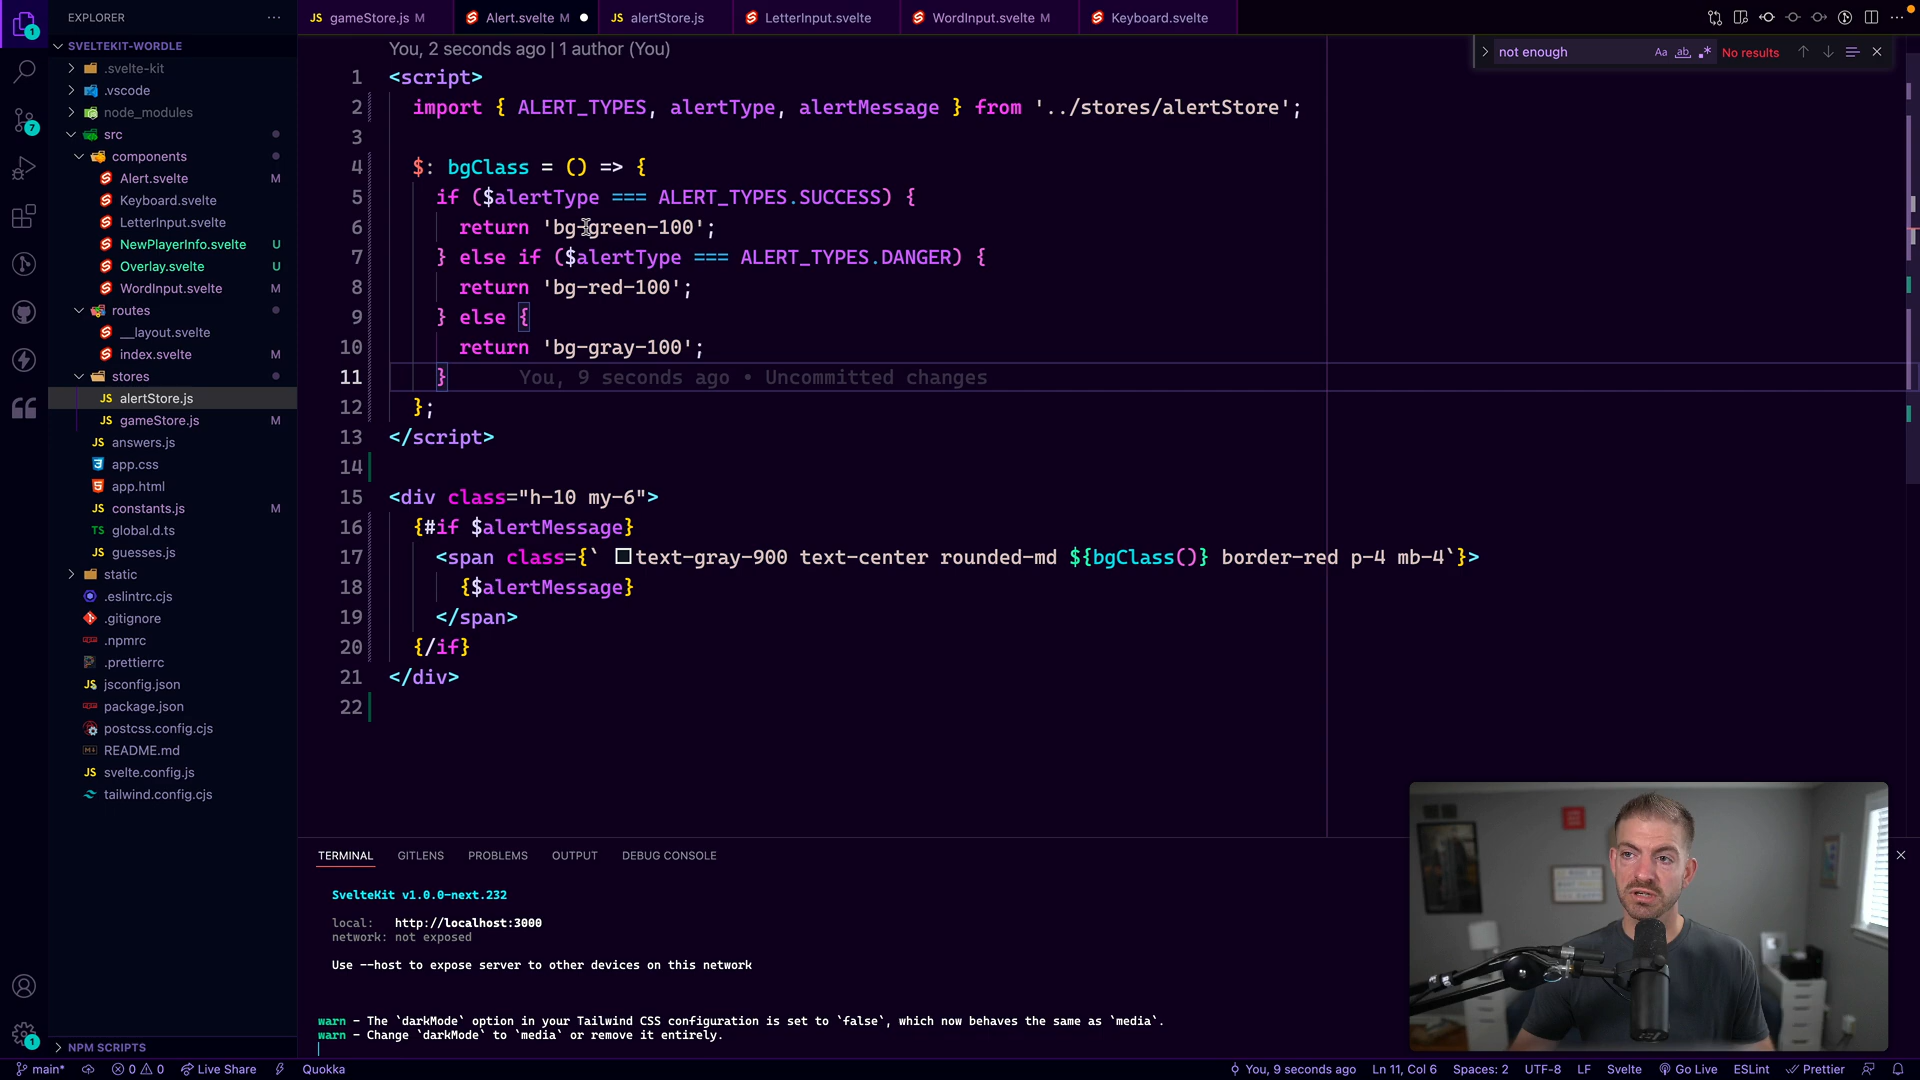 EXPLORER
gameStore.js M
Alert.svelte M
alertStore.js
LetterInput.svelte
WordInput.svelte M
Keyboard.svelte
SVELTEKIT-WORDLE
.svelte-kit
.vscode
node_modules
src
components
Alert.svelte M
Keyboard.svelte
LetterInput.svelte
NewPlayerInfo.svelte U
Overlay.svelte U
WordInput.svelte M
routes
__layout.svelte
index.svelte M
stores
alertStore.js
gameStore.js M
answers.js
app.css
app.html
constants.js M
global.d.ts
guesses.js
static
.eslintrc.cjs
.gitignore
.npmrc
.prettierrc
jsconfig.json
package.json
postcss.config.cjs
README.md
svelte.config.js
tailwind.config.cjs
NPM SCRIPTS
not enough
Aa ab .*
No results
You, 2 seconds ago | 1 author (You)
1 <script>
2 import { ALERT_TYPES, alertType, alertMessage } from '../stores/alertStore';
3
4 $: bgClass = () => {
5 if ($alertType === ALERT_TYPES.SUCCESS) {
6 return 'bg-green-100';
7 } else if ($alertType === ALERT_TYPES.DANGER) {
8 return 'bg-red-100';
9 } else {
10 return 'bg-gray-100';
11 } You, 9 seconds ago • Uncommitted changes
12 };
13 </script>
14
15 <div class="h-10 my-6">
16 {#if $alertMessage}
17 <span class={` text-gray-900 text-center rounded-md ${bgClass()} border-red p-4 mb-4`}>
18 {$alertMessage}
19 </span>
20 {/if}
21 </div>
22
TERMINAL GITLENS PROBLEMS OUTPUT DEBUG CONSOLE
SvelteKit v1.0.0-next.232
local: http://localhost:3000
network: not exposed
Use --host to expose server to other devices on this network
warn - The `darkMode` option in your Tailwind CSS configuration is set to `false`, which now behaves the same as `media`.
warn - Change `darkMode` to `media` or remove it entirely.
1
7
1
main* 0 0 Live Share Quokka You, 9 seconds ago Ln 11, Col 6 Spaces: 2 UTF-8 LF Svelte Go Live ESLint Prettier